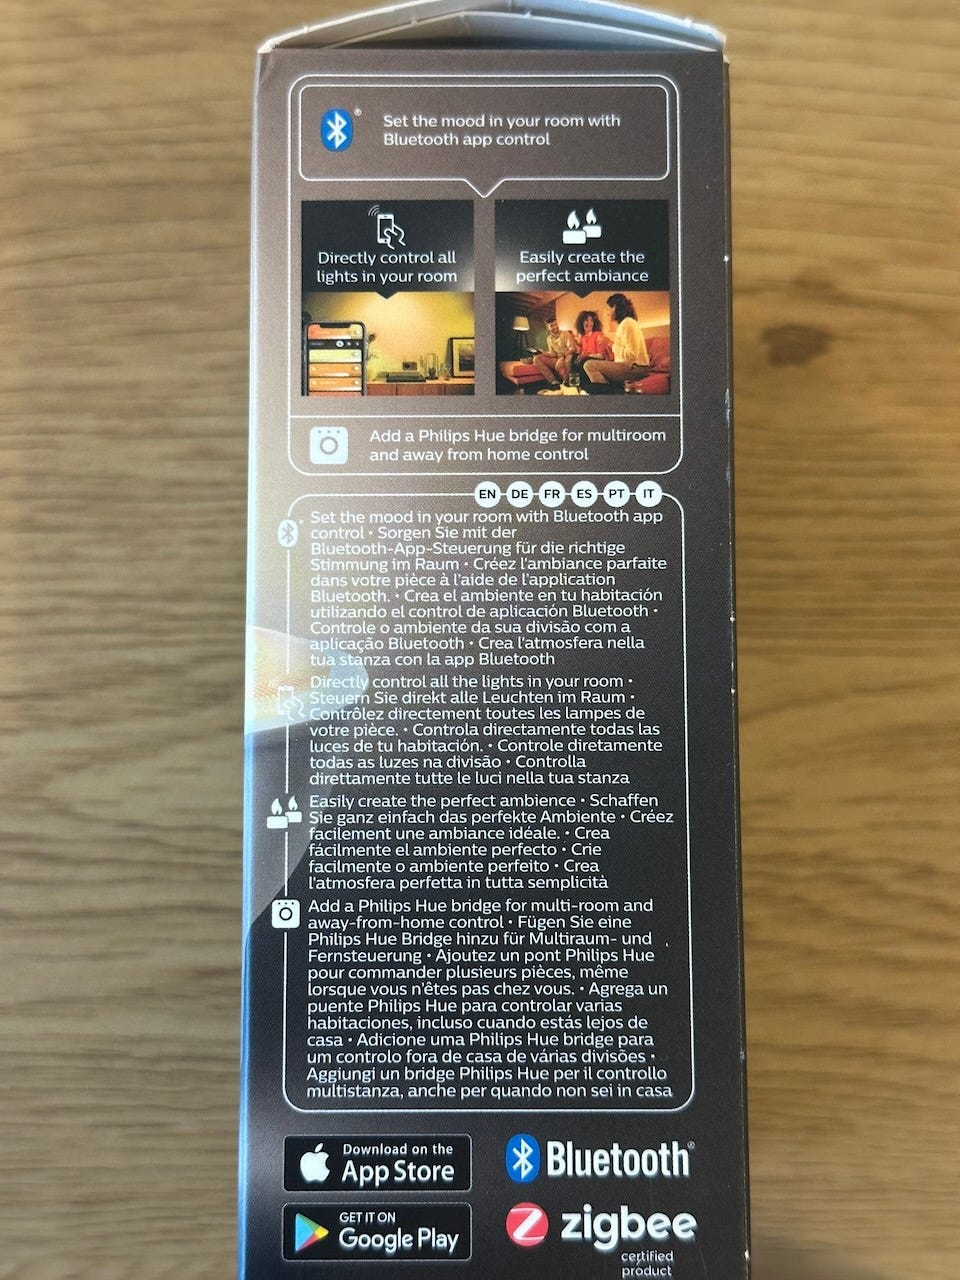 Set the mood in your room with
Bluetooth app control
Directly control all
lights in your room
Easily create the
perfect ambiance
Add a Philips Hue bridge for multiroom
and away from home control
EN DE FR ES PT IT
Set the mood in your room with Bluetooth app
control • Sorgen Sie mit der
Bluetooth-App-Steuerung für die richtige
Stimmung im Raum • Créez l'ambiance parfaite
dans votre pièce à l'aide de l'application
Bluetooth. • Crea el ambiente en tu habitación
utilizando el control de aplicación Bluetooth •
Controle o ambiente da sua divisão com a
aplicação Bluetooth • Crea l'atmosfera nella
tua stanza con la app Bluetooth
Directly control all the lights in your room •
Steuern Sie direkt alle Leuchten im Raum •
Contrôlez directement toutes les lampes de
votre pièce. • Controla directamente todas las
luces de tu habitación. • Controle diretamente
todas as luzes na divisão • Controlla
direttamente tutte le luci nella tua stanza
Easily create the perfect ambience • Schaffen
Sie ganz einfach das perfekte Ambiente • Créez
facilement une ambiance idéale. • Crea
fácilmente el ambiente perfecto • Crie
facilmente o ambiente perfeito • Crea
l'atmosfera perfetta in tutta semplicità
Add a Philips Hue bridge for multi-room and
away-from-home control • Fügen Sie eine
Philips Hue Bridge hinzu für Multiraum- und
Fernsteuerung • Ajoutez un pont Philips Hue
pour commander plusieurs pièces, même
lorsque vous n'êtes pas chez vous. • Agrega un
puente Philips Hue para controlar varias
habitaciones, incluso cuando estás lejos de
casa • Adicione uma Philips Hue bridge para
um controlo fora de casa de várias divisões •
Aggiungi un bridge Philips Hue per il controllo
multistanza, anche per quando non sei in casa
Download on the
App Store
Bluetooth®
GET IT ON
Google Play
zigbee
certified
product